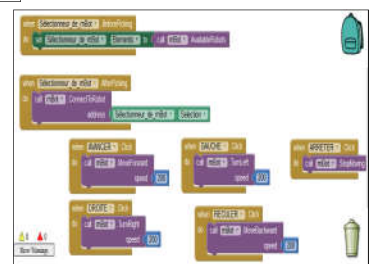 when Sélectionneur_de_mBot BeforePicking
do set Sélectionneur_de_mBot . Elements to call mBot AvailableRobots
when Sélectionneur_de_mBot AfterPicking
do call mBot ConnectToRobot
address Sélectionneur_de_mBot . Selection
when AVANCER Click
do call mBot MoveForward
speed 200
when GAUCHE Click
do call mBot TurnLeft
speed 200
when ARRETER Click
do call mBot StopMoving
when DROITE Click
do call mBot TurnRight
speed 200
when RECULER Click
do call mBot MoveBackward
speed 200
0 0
Show Warnings